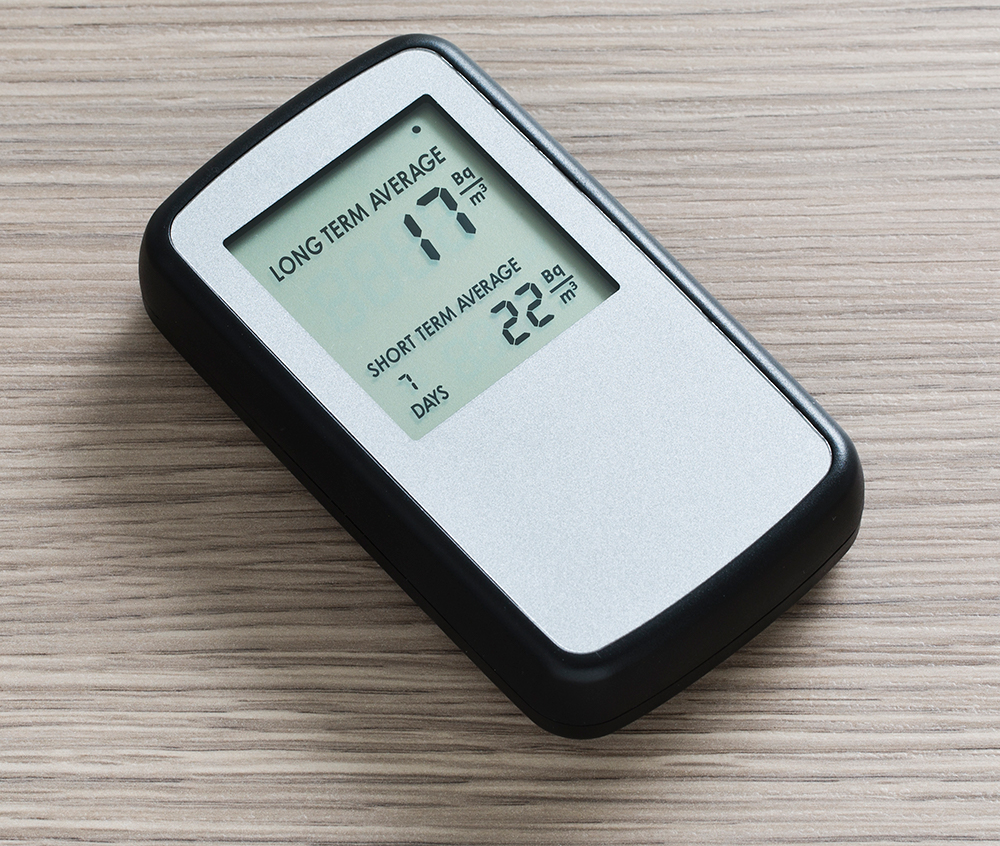 LONG TERM AVERAGE
17 Bq/m³
SHORT TERM AVERAGE
22 Bq/m³
7
DAYS